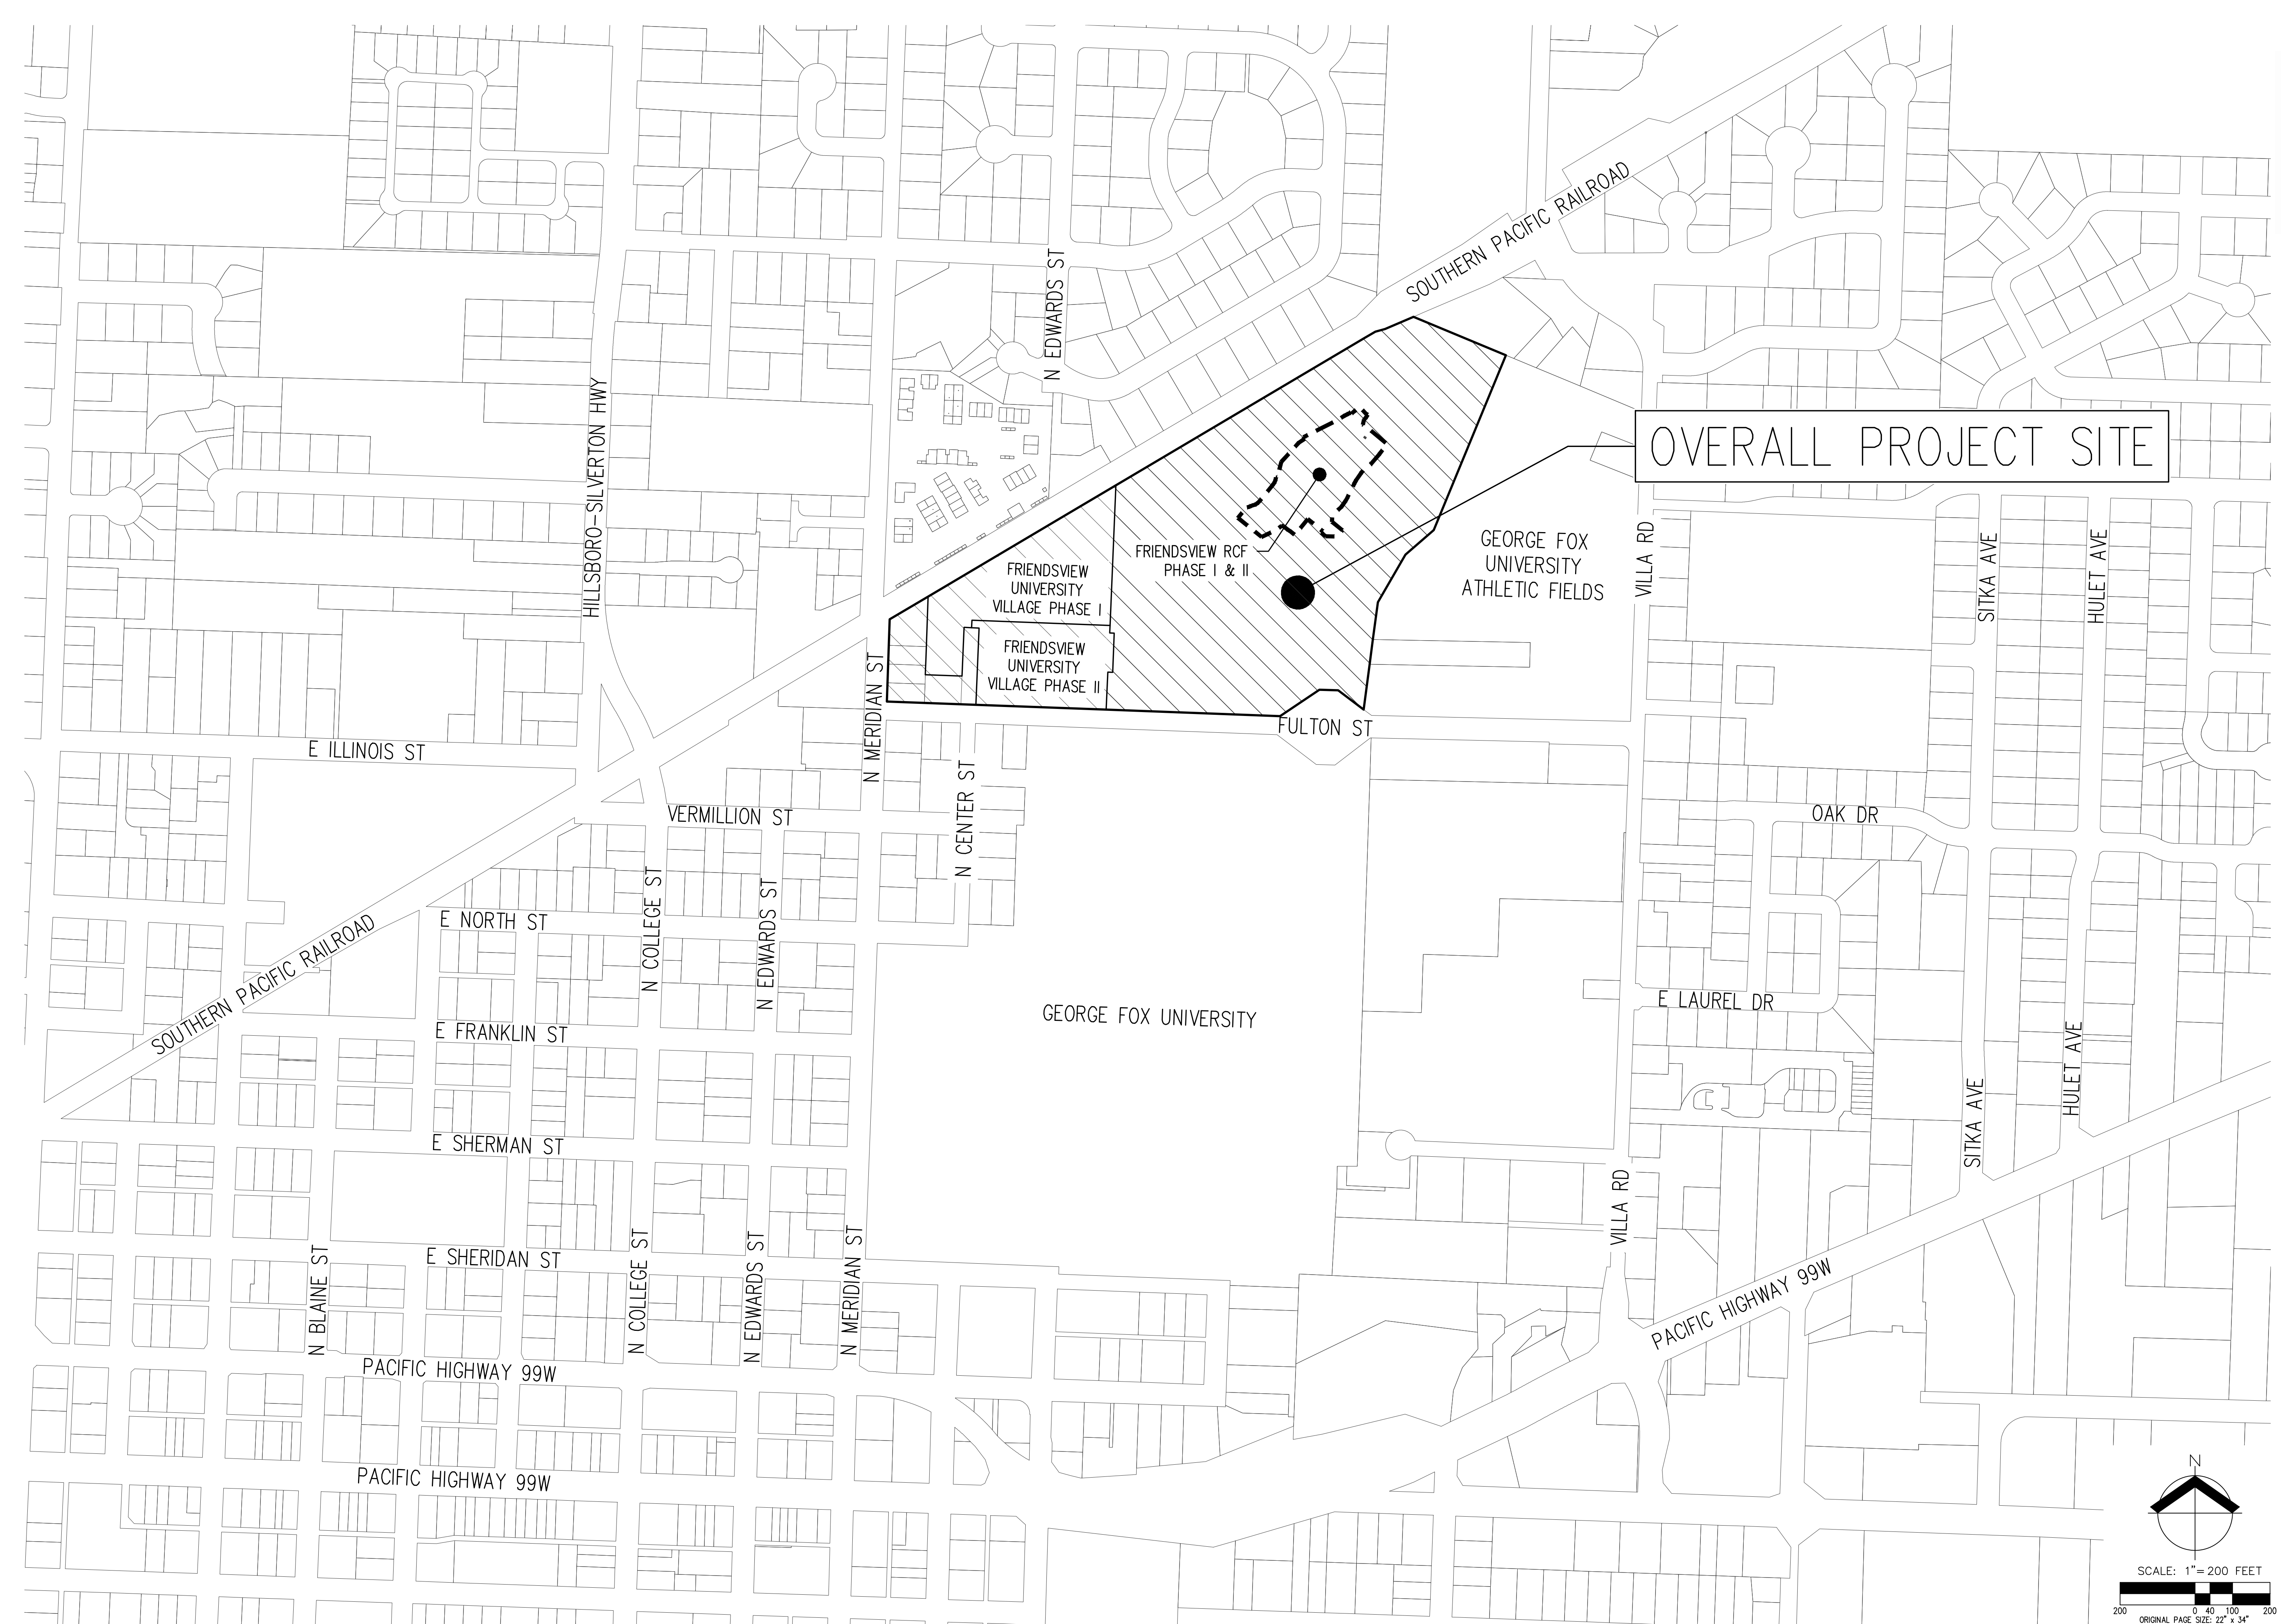 SOUTHERN PACIFIC RAILROAD
N EDWARDS ST
HILLSBORO-SILVERTON HWY
OVERALL PROJECT SITE
FRIENDSVIEW RCF
PHASE I & II
GEORGE FOX
UNIVERSITY
ATHLETIC FIELDS
VILLA RD
SITKA AVE
HULET AVE
FRIENDSVIEW
UNIVERSITY
VILLAGE PHASE I
FRIENDSVIEW
UNIVERSITY
VILLAGE PHASE II
N MERIDIAN ST
FULTON ST
E ILLINOIS ST
N CENTER ST
VERMILLION ST
OAK DR
E NORTH ST
N COLLEGE ST
N EDWARDS ST
SOUTHERN PACIFIC RAILROAD
E LAUREL DR
GEORGE FOX UNIVERSITY
E FRANKLIN ST
HULET AVE
SITKA AVE
E SHERMAN ST
VILLA RD
E SHERIDAN ST
N BLAINE ST
N COLLEGE ST
N EDWARDS ST
N MERIDIAN ST
PACIFIC HIGHWAY 99W
PACIFIC HIGHWAY 99W
PACIFIC HIGHWAY 99W
N
SCALE: 1"= 200 FEET
200 0 40 100 200
ORIGINAL PAGE SIZE: 22" x 34"